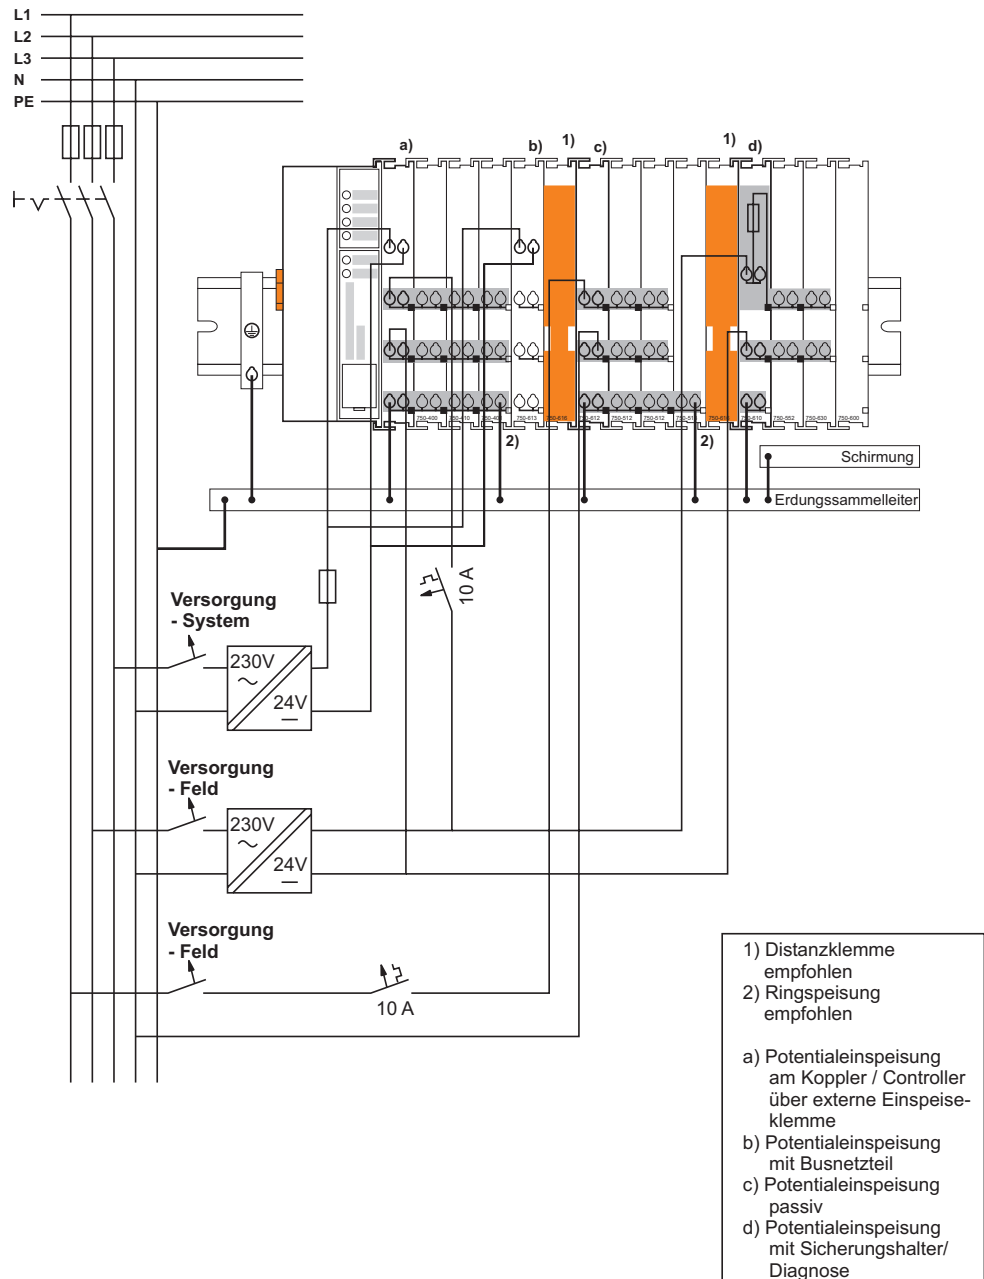 L1
L2
L3
N
PE
a)
b)
1)
c)
1)
d)
750-400
750-410
750-613
750-616
750-612
750-512
750-512
750-610
750-552
750-630
750-600
2)
2)
Schirmung
Erdungssammelleiter
10 A
Versorgung
- System
230V
24V
Versorgung
- Feld
230V
24V
Versorgung
- Feld
10 A
1) Distanzklemme
empfohlen
2) Ringspeisung
empfohlen
a) Potentialeinspeisung
am Koppler / Controller
über externe Einspeise-
klemme
b) Potentialeinspeisung
mit Busnetzteil
c) Potentialeinspeisung
passiv
d) Potentialeinspeisung
mit Sicherungshalter/
Diagnose